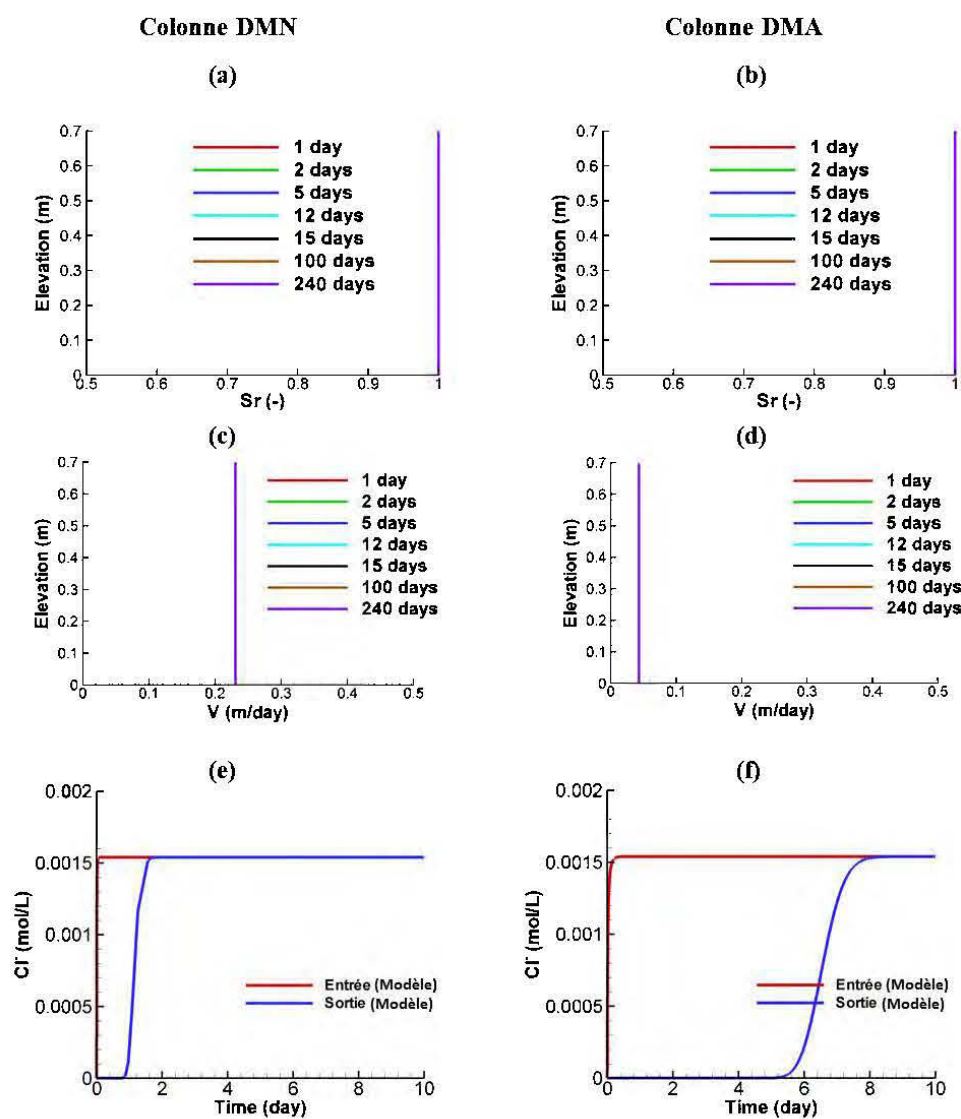 Colonne DMN
Colonne DMA
(a)
(b)
Elevation (m)
0.7
0.6
0.5
0.4
0.3
0.2
0.1
0
0.5 0.6 0.7 0.8 0.9 1
Sr (-)
1 day
2 days
5 days
12 days
15 days
100 days
240 days
Elevation (m)
0.7
0.6
0.5
0.4
0.3
0.2
0.1
0
0.5 0.6 0.7 0.8 0.9 1
Sr (-)
1 day
2 days
5 days
12 days
15 days
100 days
240 days
(c)
(d)
Elevation (m)
0.7
0.6
0.5
0.4
0.3
0.2
0.1
0
0 0.1 0.2 0.3 0.4 0.5
V (m/day)
1 day
2 days
5 days
12 days
15 days
100 days
240 days
Elevation (m)
0.7
0.6
0.5
0.4
0.3
0.2
0.1
0
0 0.1 0.2 0.3 0.4 0.5
V (m/day)
1 day
2 days
5 days
12 days
15 days
100 days
240 days
(e)
(f)
Cl⁻ (mol/L)
0.002
0.0015
0.001
0.0005
0
0 2 4 6 8 10
Time (day)
Entrée (Modèle)
Sortie (Modèle)
Cl⁻ (mol/L)
0.002
0.0015
0.001
0.0005
0
0 2 4 6 8 10
Time (day)
Entrée (Modèle)
Sortie (Modèle)